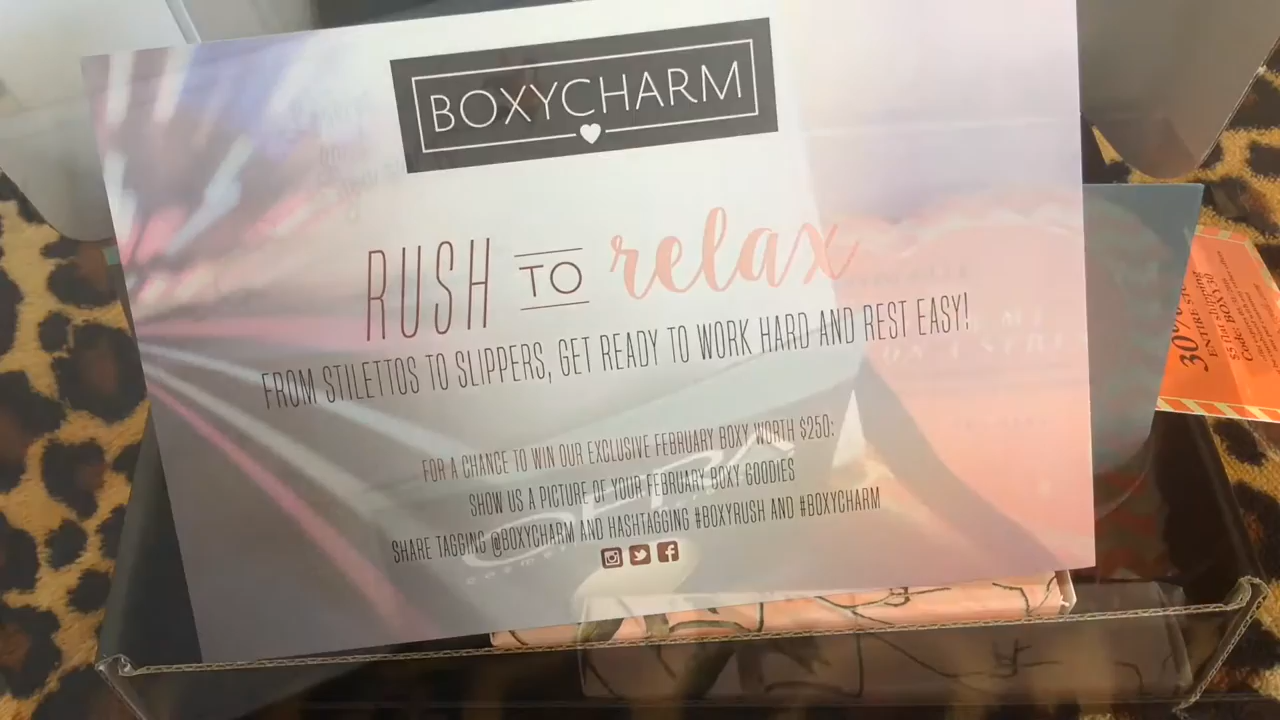 BOXYCHARM
RUSH TO relax
FROM STILETTOS TO SLIPPERS, GET READY TO WORK HARD AND REST EASY!
FOR A CHANCE TO WIN OUR EXCLUSIVE FEBRUARY BOXY WORTH $250:
SHOW US A PICTURE OF YOUR FEBRUARY BOXY GOODIES
SHARE TAGGING @BOXYCHARM AND HASHTAGGING #BOXYRUSH AND #BOXYCHARM
30%
ENTIRE